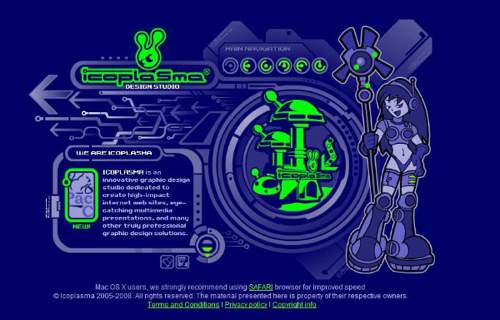 icoplasma®
DESIGN STUDIO
MAIN NAVIGATION
WE ARE ICOPLASMA
ICOPLASMA is an
innovative graphic design
studio dedicated to
create high-impact
internet web sites, eye-
catching multimedia
presentations, and many
other truly professional
graphic design solutions.
NEW!
icoplasma
Mac OS X users, we strongly recommend using SAFARI browser for improved speed.
© Icoplasma 2005-2008. All rights reserved. The material presented here is property of their respective owners.
Terms and Conditions | Privacy policy | Copyright info